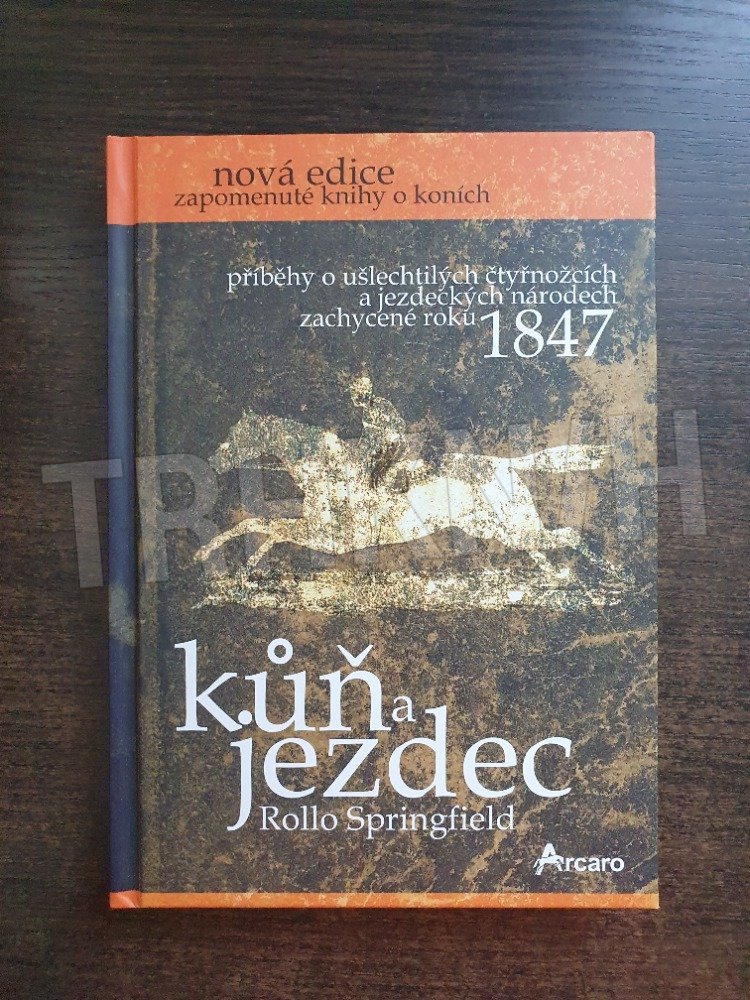 nová edice
zapomenuté knihy o koních
příběhy o ušlechtilých čtyřnožcích
a jezdeckých národech
zachycené roku 1847
kůň a
jezdec
Rollo Springfield
Arcaro